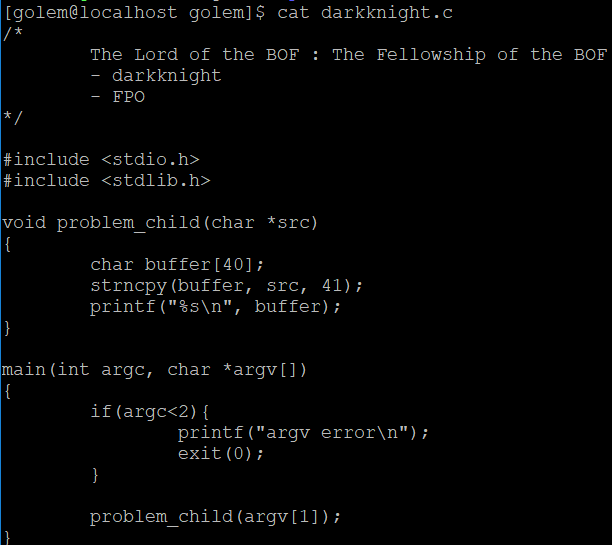 [golem@localhost golem]$ cat darkknight.c
/*
        The Lord of the BOF : The Fellowship of the BOF
        - darkknight
        - FPO
*/

#include <stdio.h>
#include <stdlib.h>

void problem_child(char *src)
{
        char buffer[40];
        strncpy(buffer, src, 41);
        printf("%s\n", buffer);
}

main(int argc, char *argv[])
{
        if(argc<2){
                printf("argv error\n");
                exit(0);
        }

        problem_child(argv[1]);
}